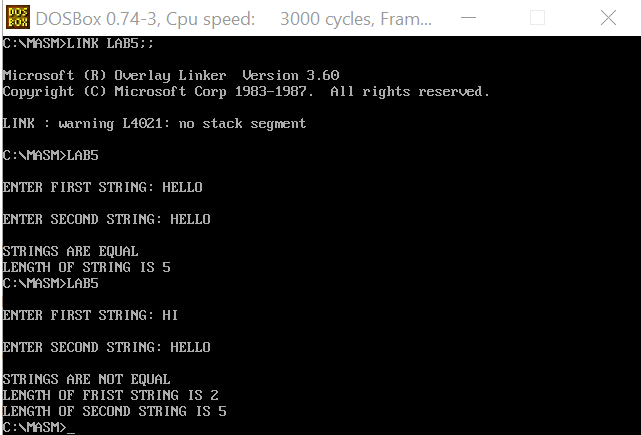 DOS
BOX
DOSBox 0.74-3, Cpu speed: 3000 cycles, Fram...
C:\MASM>LINK LAB5;;
Microsoft (R) Overlay Linker Version 3.60
Copyright (C) Microsoft Corp 1983-1987. All rights reserved.
LINK : warning L4021: no stack segment
C:\MASM>LAB5
ENTER FIRST STRING: HELLO
ENTER SECOND STRING: HELLO
STRINGS ARE EQUAL
LENGTH OF STRING IS 5
C:\MASM>LAB5
ENTER FIRST STRING: HI
ENTER SECOND STRING: HELLO
STRINGS ARE NOT EQUAL
LENGTH OF FRIST STRING IS 2
LENGTH OF SECOND STRING IS 5
C:\MASM>_